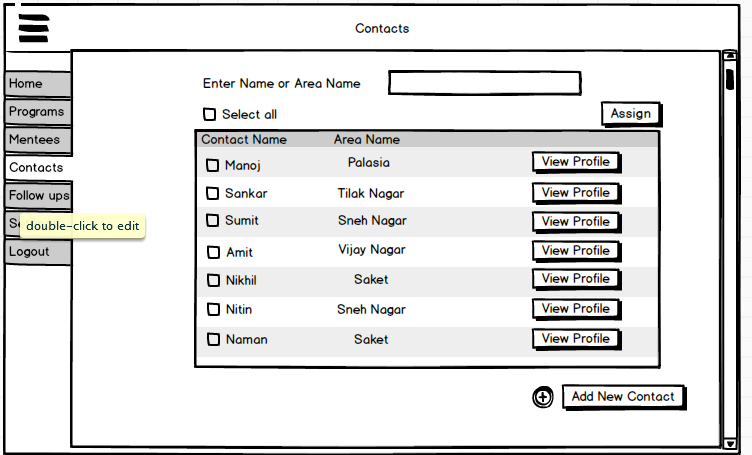 Contacts
Home
Programs
Mentees
Contacts
Follow ups
double-click to edit
Logout
Enter Name or Area Name
Select all
Assign
Contact Name Area Name
Manoj Palasia View Profile
Sankar Tilak Nagar View Profile
Sumit Sneh Nagar View Profile
Amit Vijay Nagar View Profile
Nikhil Saket View Profile
Nitin Sneh Nagar View Profile
Naman Saket View Profile
Add New Contact